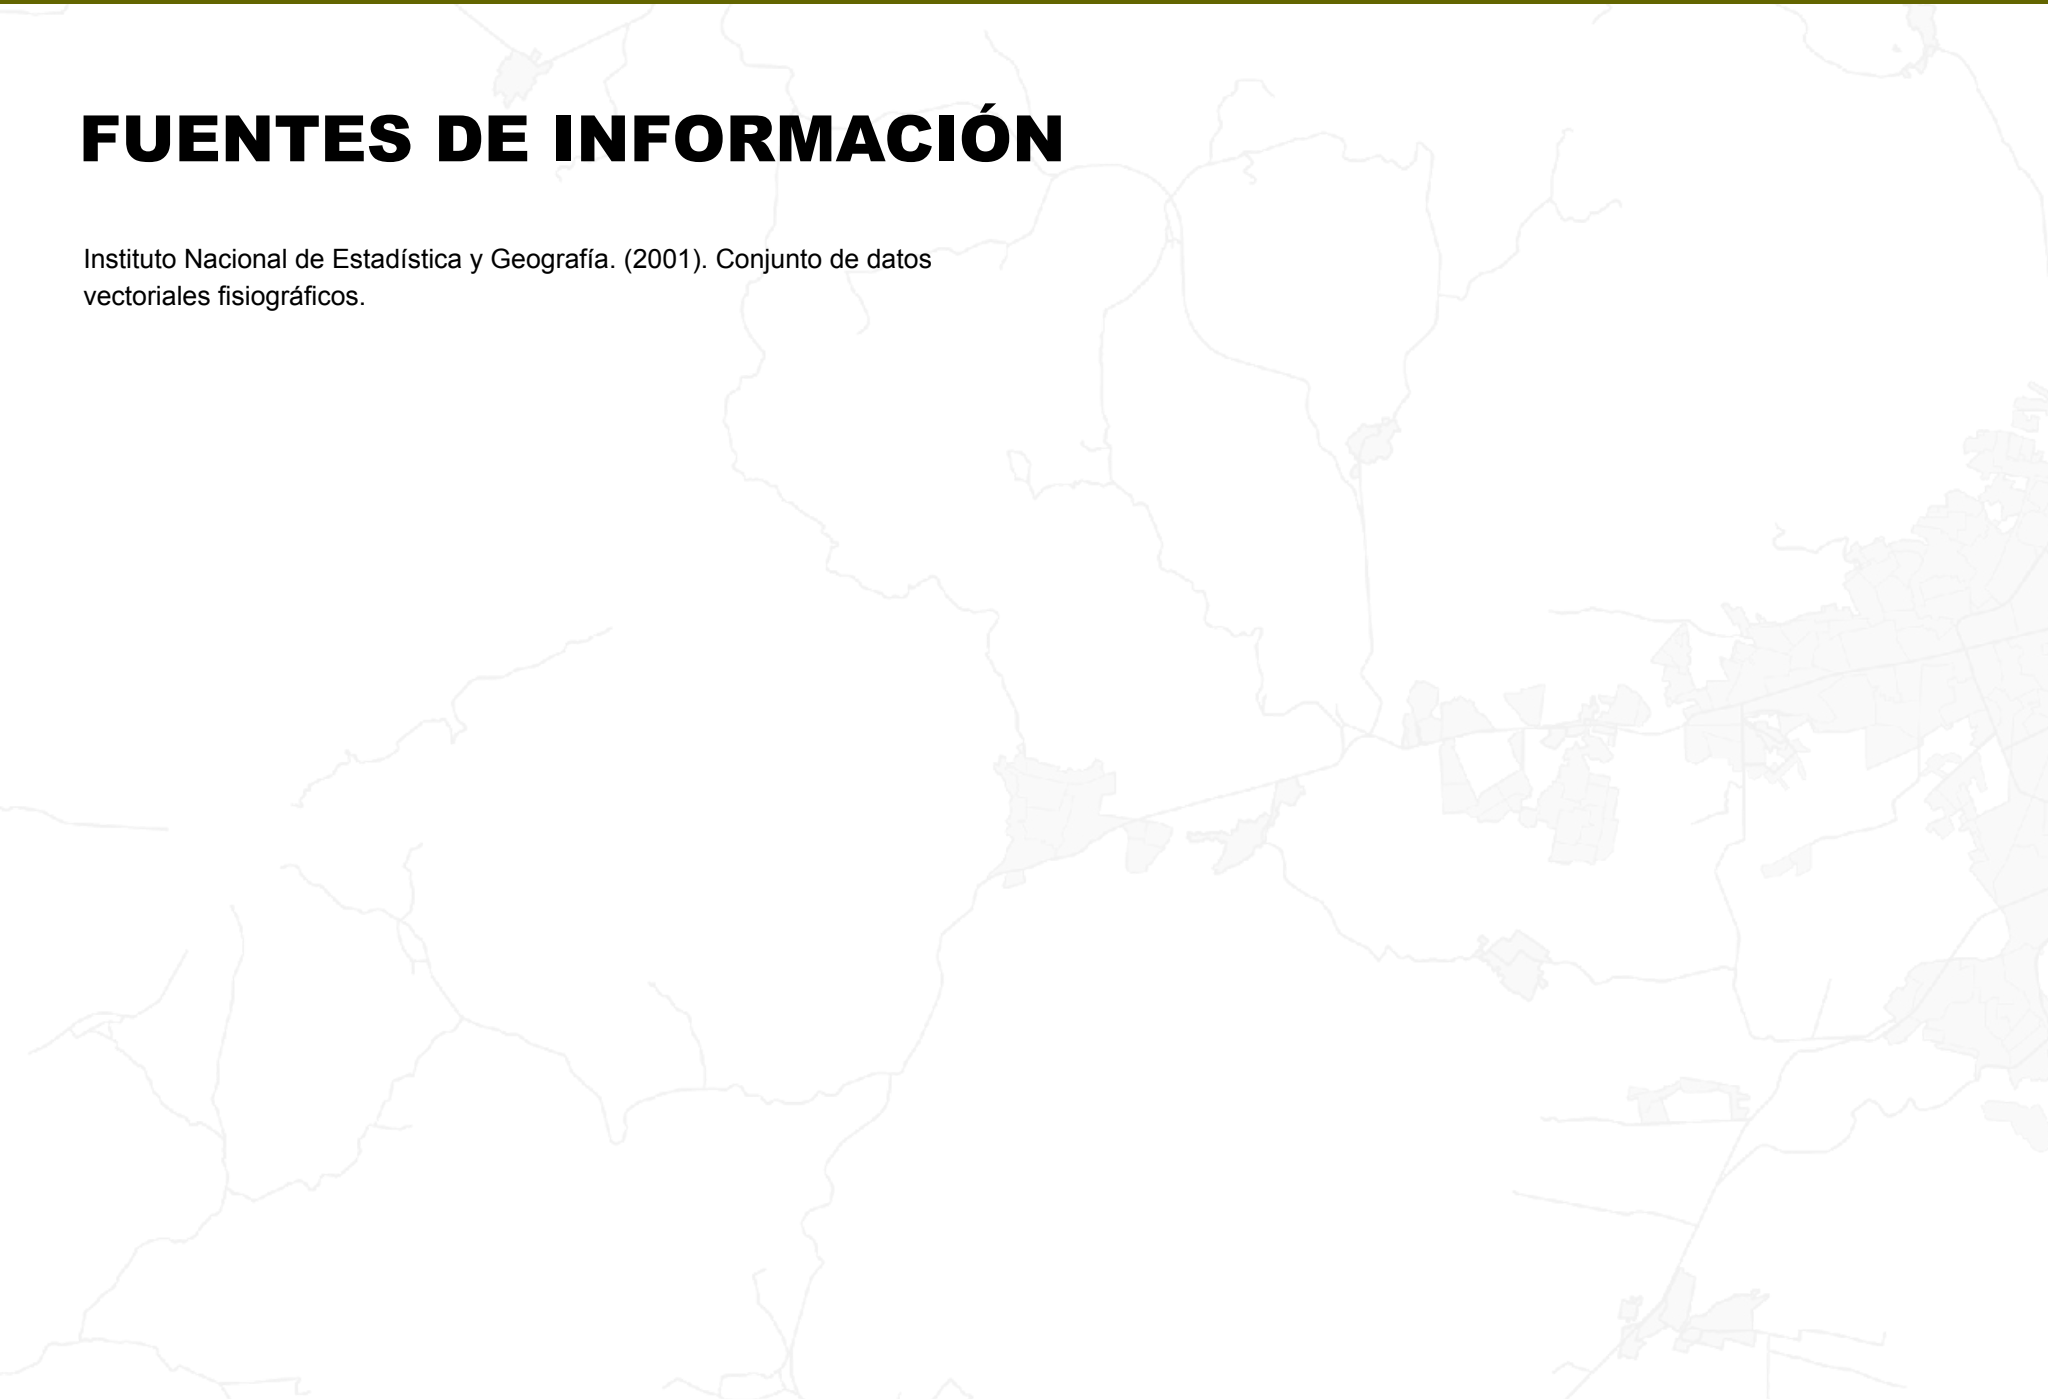 FUENTES DE INFORMACIÓN
Instituto Nacional de Estadística y Geografía. (2001). Conjunto de datos
vectoriales fisiográficos.